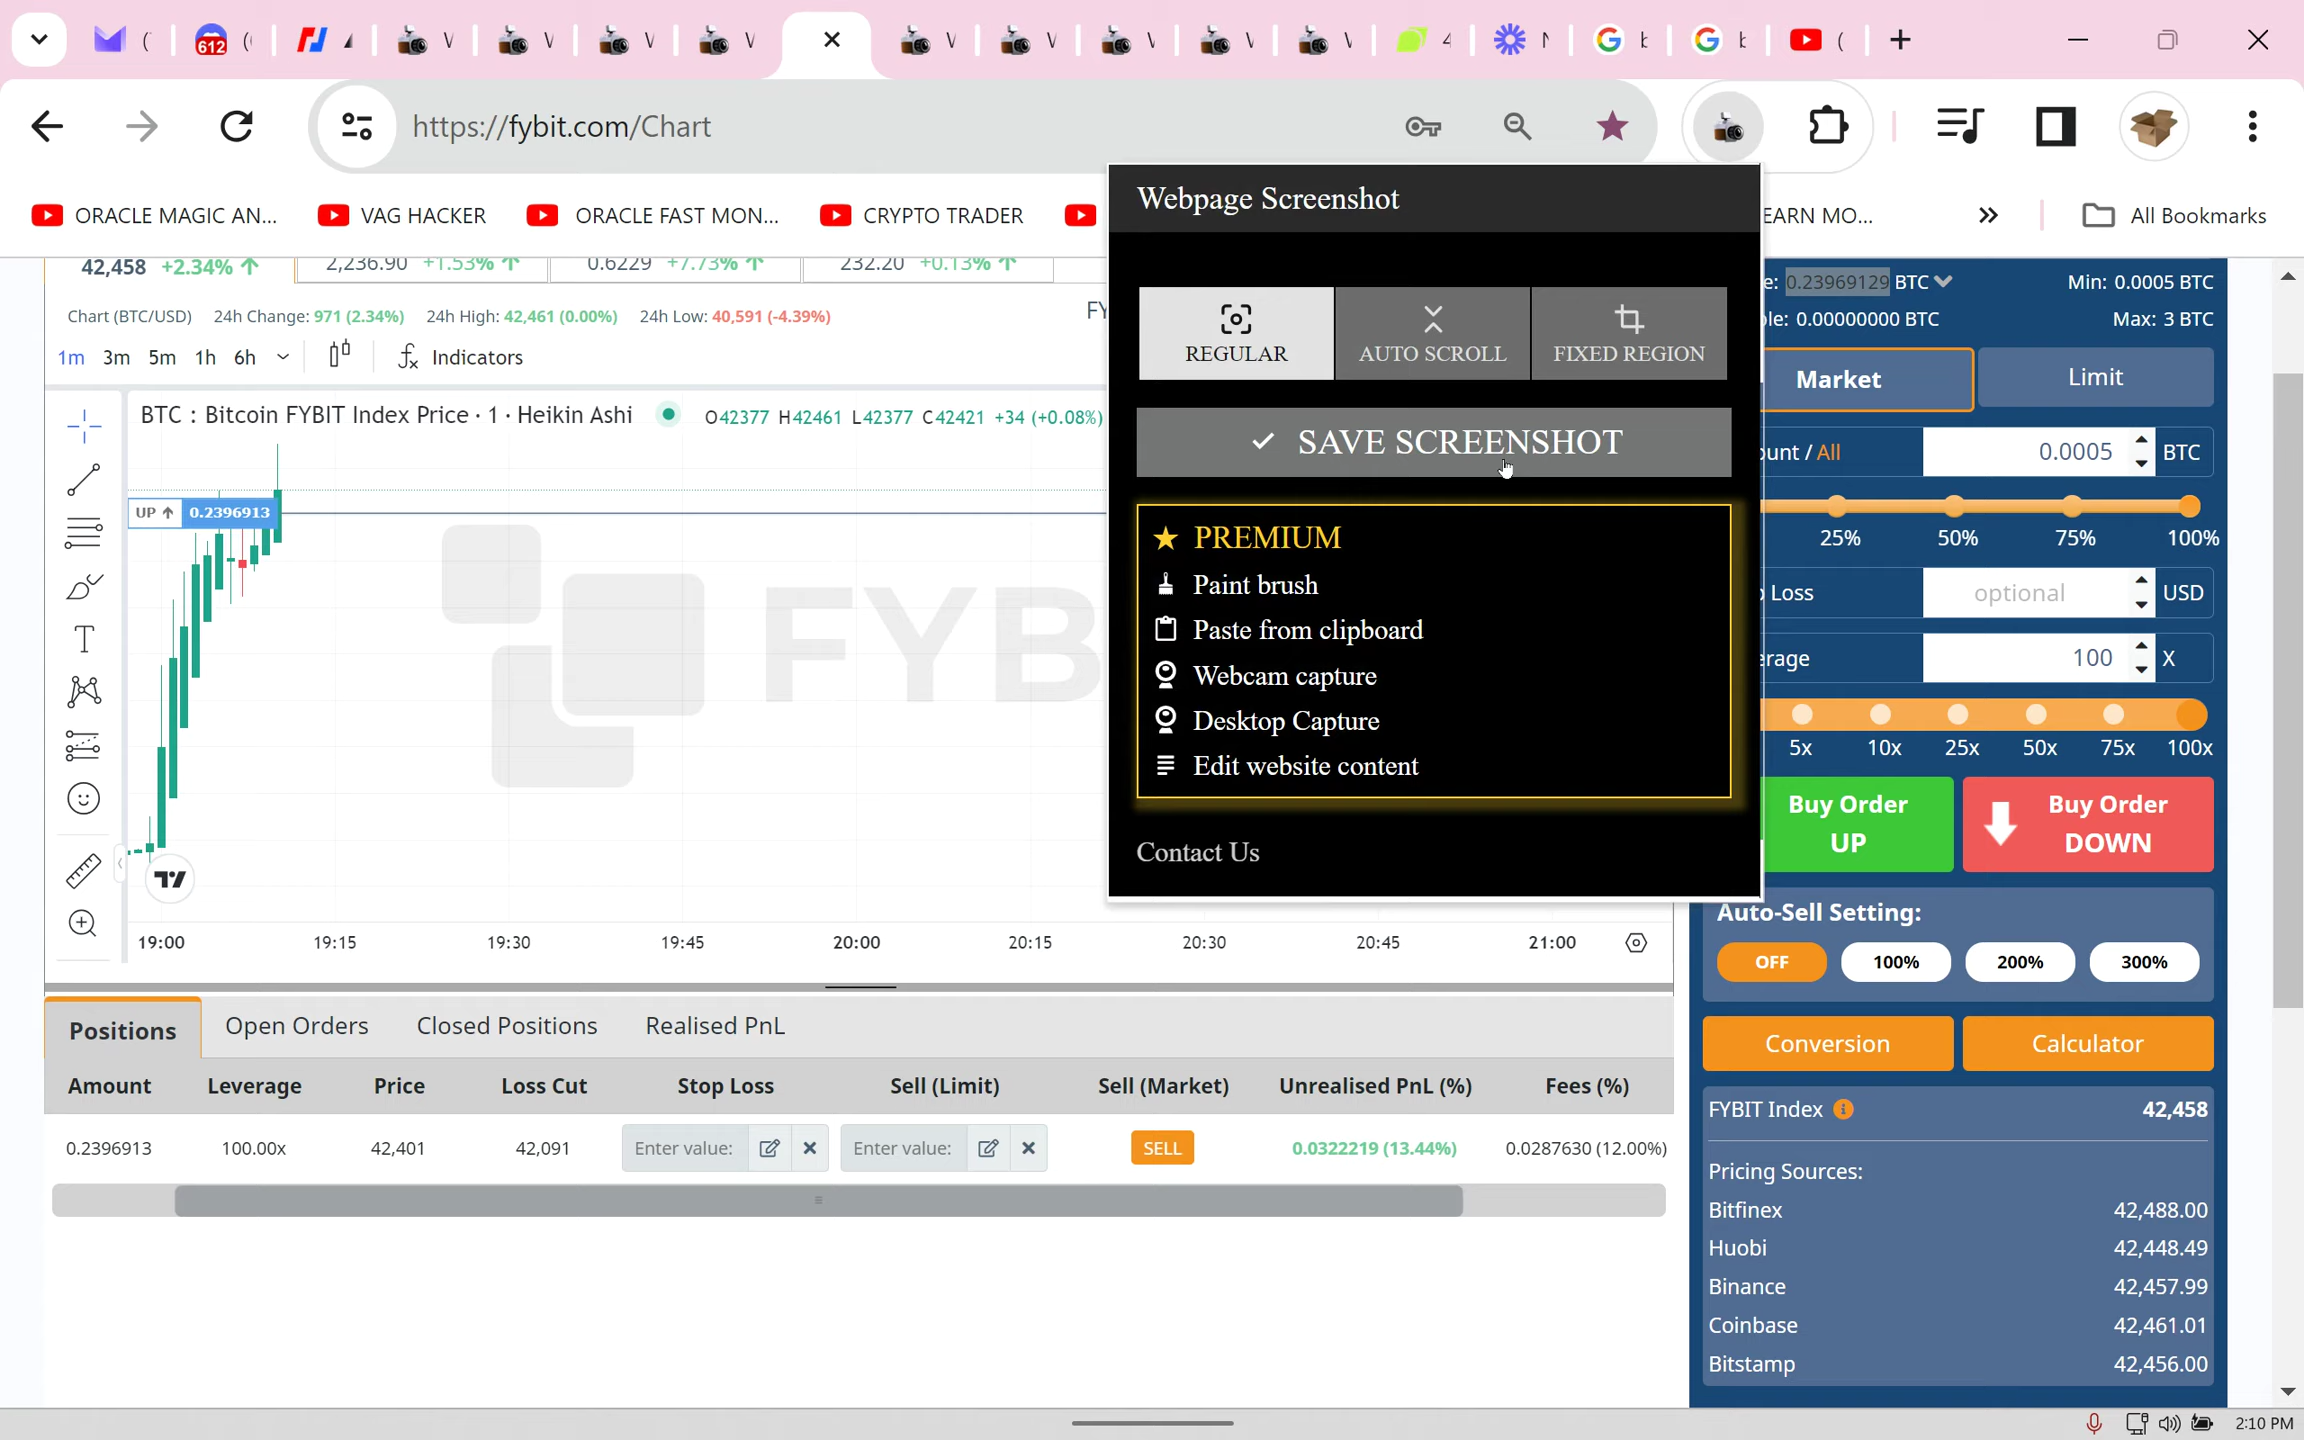 https://fybit.com/Chart
ORACLE MAGIC AN... VAG HACKER ORACLE FAST MON... CRYPTO TRADER EARN MO... » All Bookmarks
Webpage Screenshot
REGULAR AUTO SCROLL FIXED REGION
SAVE SCREENSHOT
PREMIUM
Paint brush
Paste from clipboard
Webcam capture
Desktop Capture
Edit website content
Contact Us
42,458 +2.34% 2,236.90 +1.53% 0.6229 +7.73% 232.20 +0.13%
Chart (BTC/USD) 24h Change: 971 (2.34%) 24h High: 42,461 (0.00%) 24h Low: 40,591 (-4.39%) FY
1m 3m 5m 1h 6h Indicators
BTC : Bitcoin FYBIT Index Price · 1 · Heikin Ashi O42377 H42461 L42377 C42421 +34 (+0.08%)
UP 0.2396913
FYB
19:00 19:15 19:30 19:45 20:00 20:15 20:30 20:45 21:00
Positions Open Orders Closed Positions Realised PnL
Amount Leverage Price Loss Cut Stop Loss Sell (Limit) Sell (Market) Unrealised PnL (%) Fees (%)
0.2396913 100.00x 42,401 42,091 Enter value: Enter value: SELL 0.0322219 (13.44%) 0.0287630 (12.00%)
e: 0.23969129 BTC Min: 0.0005 BTC
ole: 0.00000000 BTC Max: 3 BTC
Market Limit
ount / All 0.0005 BTC
25% 50% 75% 100%
Loss optional USD
erage 100 X
5x 10x 25x 50x 75x 100x
Buy Order UP Buy Order DOWN
Auto-Sell Setting:
OFF 100% 200% 300%
Conversion Calculator
FYBIT Index 42,458
Pricing Sources:
Bitfinex 42,488.00
Huobi 42,448.49
Binance 42,457.99
Coinbase 42,461.01
Bitstamp 42,456.00
2:10 PM